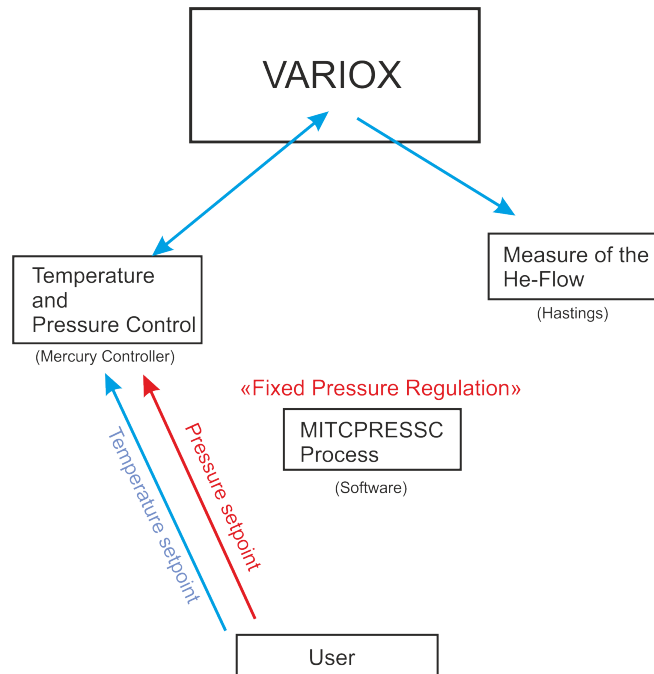 VARIOX
Temperature
and
Pressure Control
(Mercury Controller)
Measure of the
He-Flow
(Hastings)
«Fixed Pressure Regulation»
MITCPRESSC
Process
(Software)
Temperature setpoint
Pressure setpoint
User